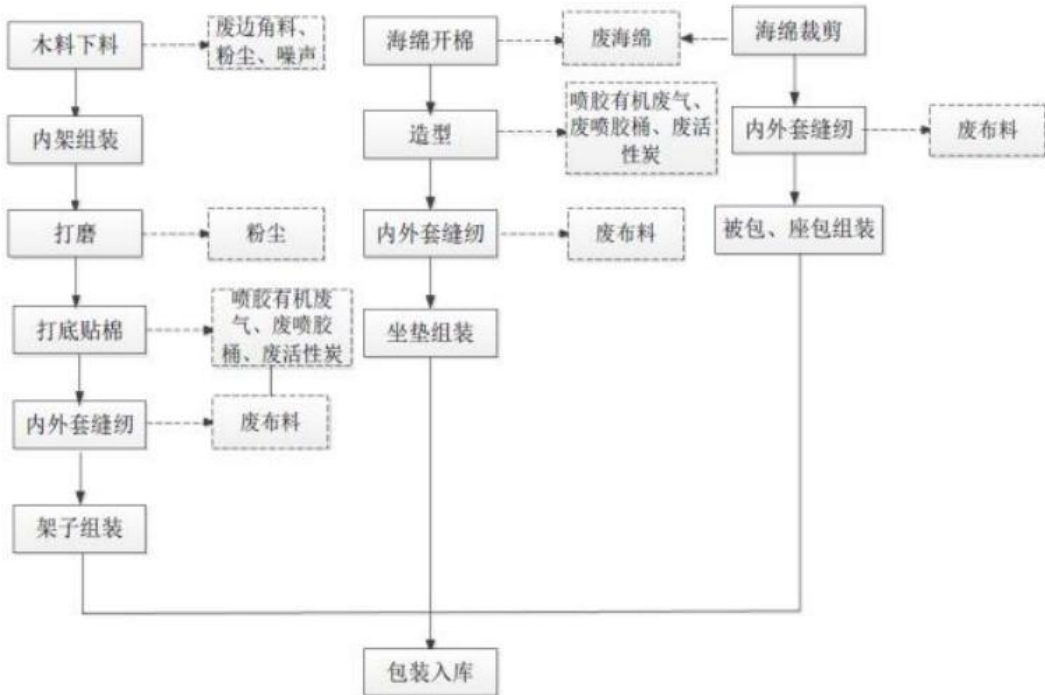 木料下料
废边角料、
粉尘、噪声
海绵开棉
废海绵
海绵裁剪
内架组装
造型
喷胶有机废气、
废喷胶桶、废活
性炭
内外套缝纫
废布料
打磨
粉尘
内外套缝纫
废布料
被包、座包组装
打底贴棉
喷胶有机废
气、废喷胶
桶、废活性炭
坐垫组装
内外套缝纫
废布料
架子组装
包装入库